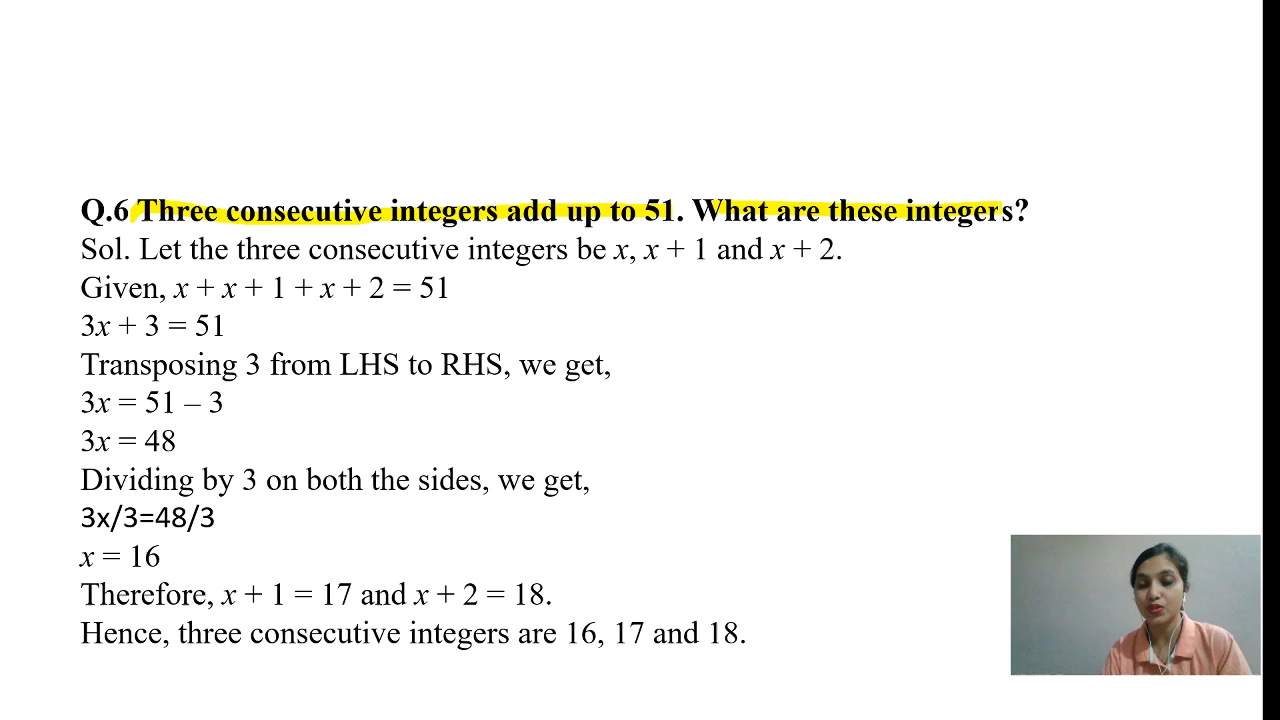 Q.6 Three consecutive integers add up to 51. What are these integers?
Sol. Let the three consecutive integers be x, x + 1 and x + 2.
Given, x + x + 1 + x + 2 = 51
3x + 3 = 51
Transposing 3 from LHS to RHS, we get,
3x = 51 – 3
3x = 48
Dividing by 3 on both the sides, we get,
3x/3=48/3
x = 16
Therefore, x + 1 = 17 and x + 2 = 18.
Hence, three consecutive integers are 16, 17 and 18.